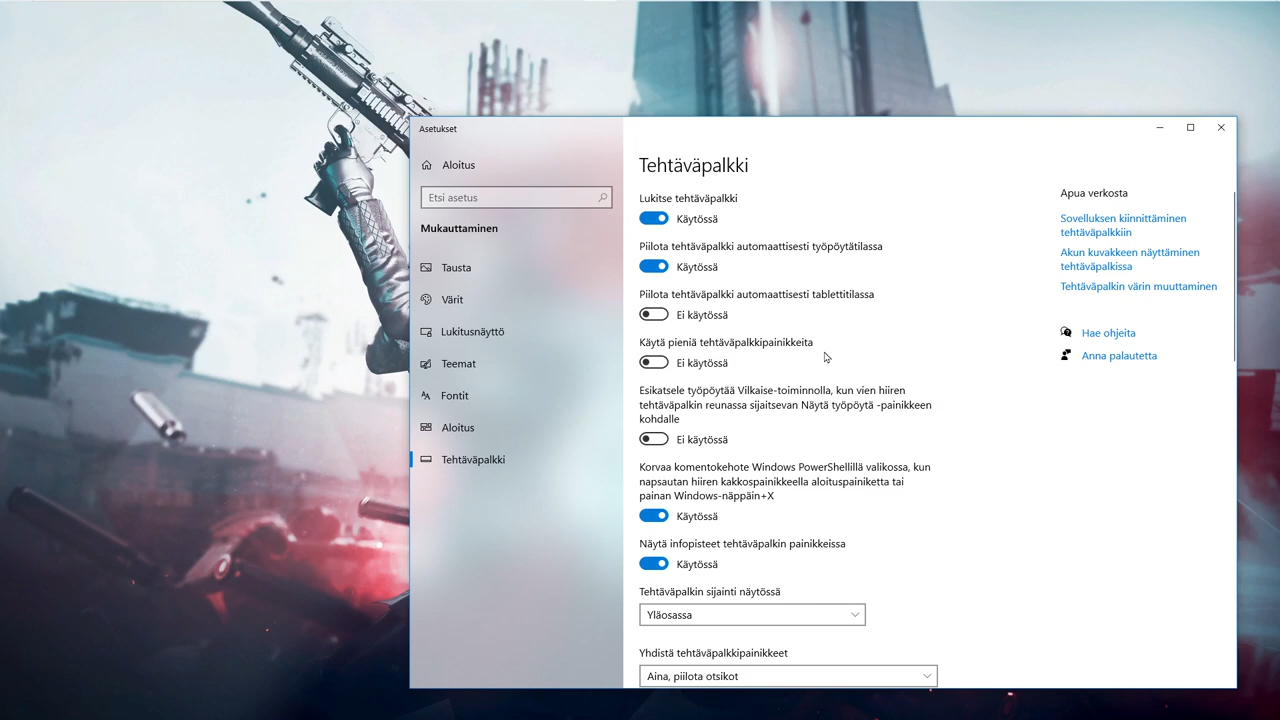 Asetukset
Aloitus
Etsi asetus
Mukauttaminen
Tausta
Värit
Lukitusnäyttö
Teemat
Fontit
Aloitus
Tehtäväpalkki
Tehtäväpalkki
Lukitse tehtäväpalkki
Käytössä
Piilota tehtäväpalkki automaattisesti työpöytätilassa
Käytössä
Piilota tehtäväpalkki automaattisesti tablettitilassa
Ei käytössä
Käytä pieniä tehtäväpalkkipainikkeita
Ei käytössä
Esikatsele työpöytää Vilkaise-toiminnolla, kun vien hiiren
tehtäväpalkin reunassa sijaitsevan Näytä työpöytä -painikkeen
kohdalle
Ei käytössä
Korvaa komentokehote Windows PowerShellillä valikossa, kun
napsautan hiiren kakkospainikkeella aloituspainiketta tai
painan Windows-näppäin+X
Käytössä
Näytä infopisteet tehtäväpalkin painikkeissa
Käytössä
Tehtäväpalkin sijainti näytössä
Yläosassa
Yhdistä tehtäväpalkkipainikkeet
Aina, piilota otsikot
Apua verkosta
Sovelluksen kiinnittäminen
tehtäväpalkkiin
Akun kuvakkeen näyttäminen
tehtäväpalkissa
Tehtäväpalkin värin muuttaminen
Hae ohjeita
Anna palautetta